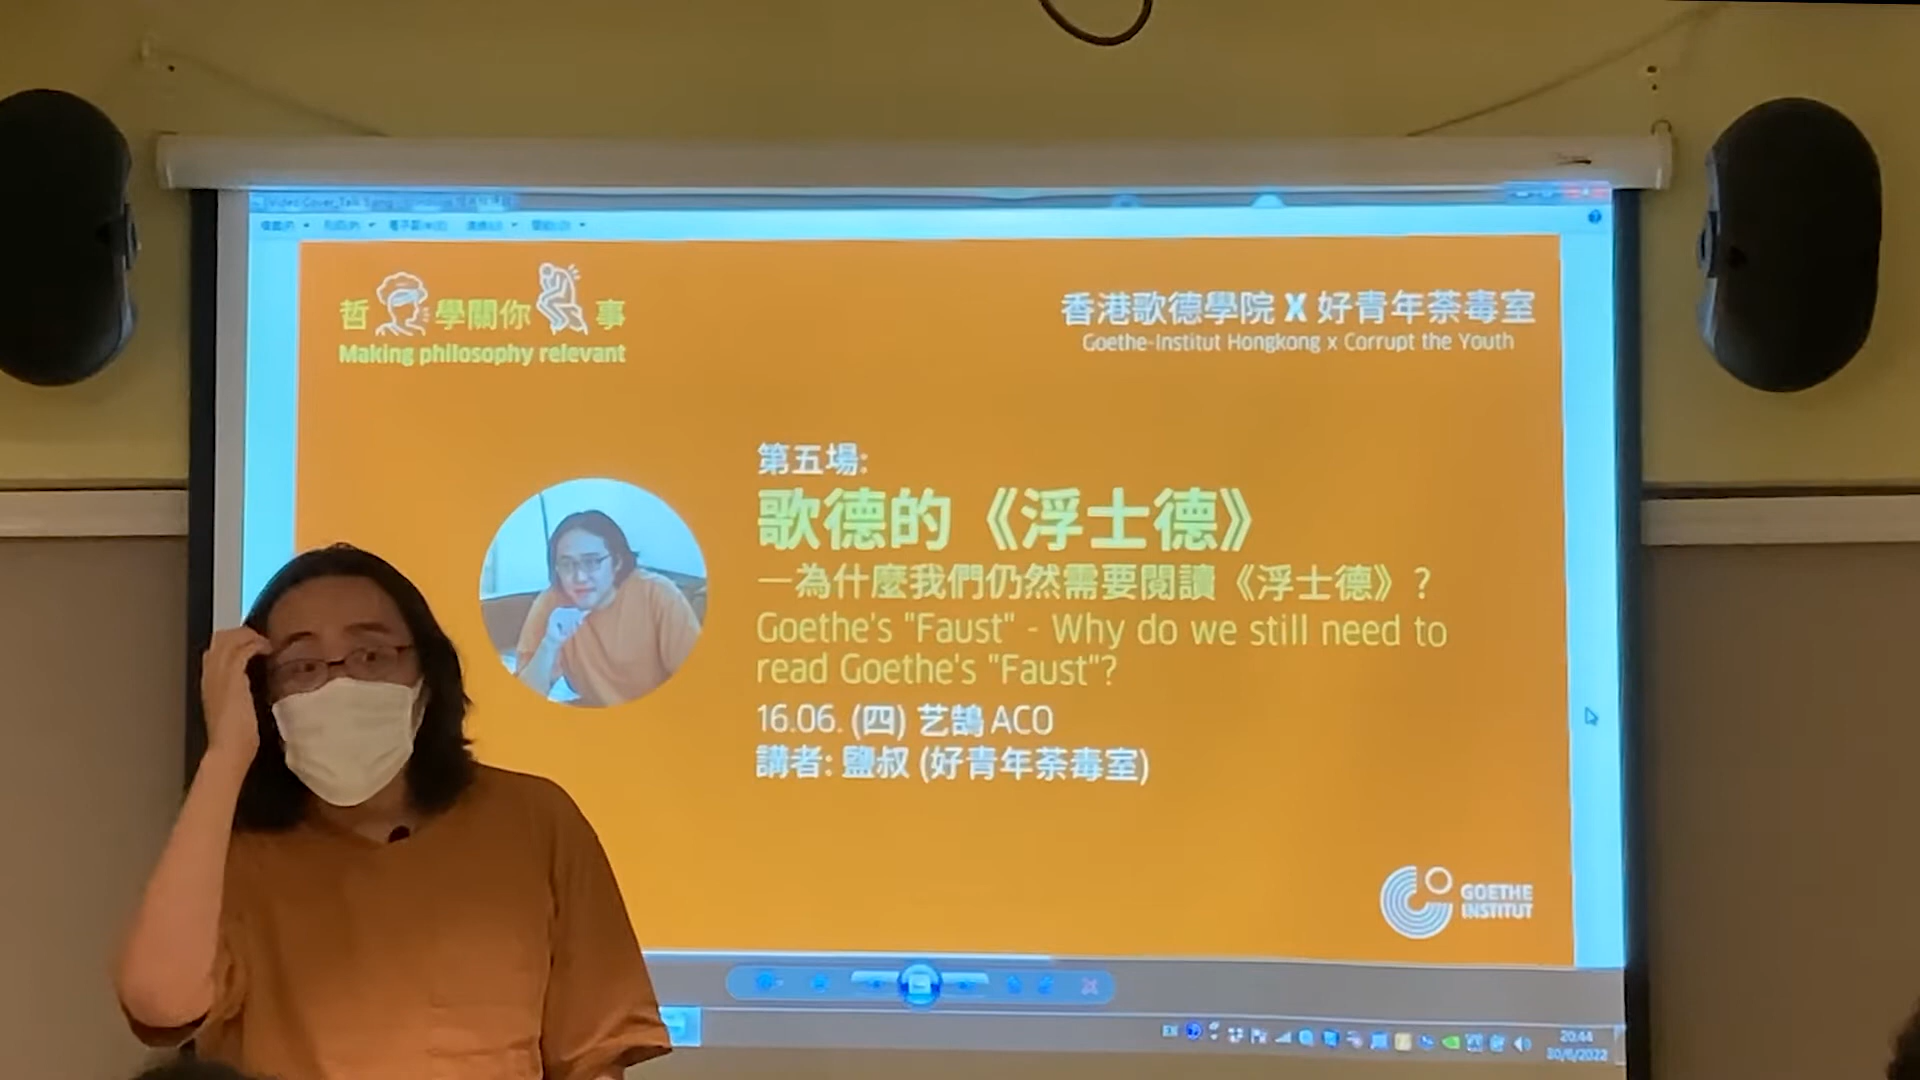 哲學關你事
Making philosophy relevant
香港歌德學院 X 好青年荼毒室
Goethe-Institut Hongkong x Corrupt the Youth
第五場:
歌德的《浮士德》
—為什麼我們仍然需要閱讀《浮士德》?
Goethe's "Faust" - Why do we still need to
read Goethe's "Faust"?
16.06. (四) 艺鵠 ACO
講者: 鹽叔 (好青年荼毒室)
GOETHE
INSTITUT
EN
20:44
30/6/2022